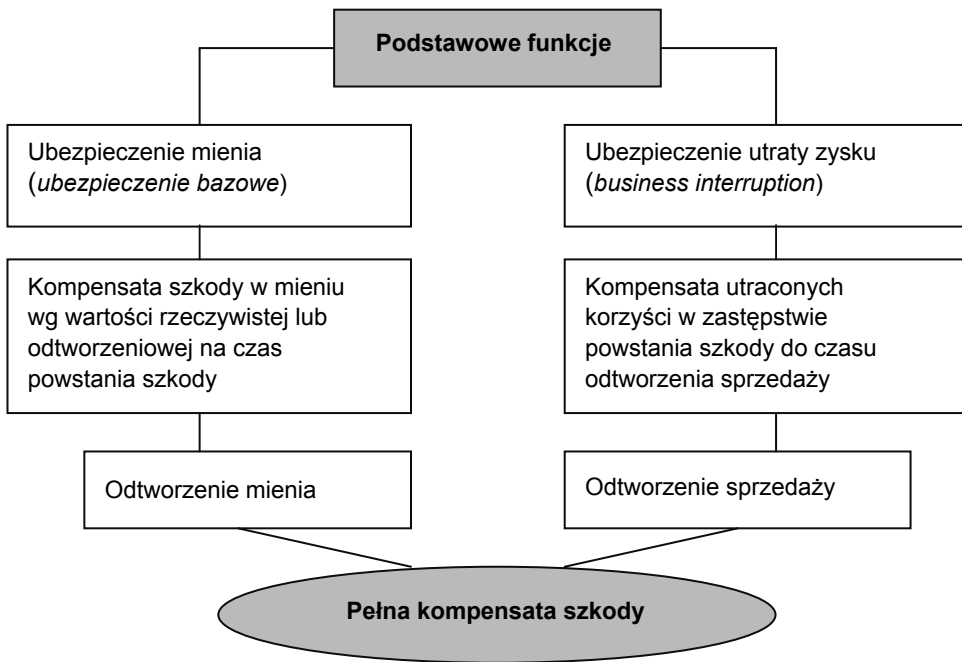 Podstawowe funkcje
Ubezpieczenie mienia
(ubezpieczenie bazowe)
Ubezpieczenie utraty zysku
(business interruption)
Kompensata szkody w mieniu
wg wartości rzeczywistej lub
odtworzeniowej na czas
powstania szkody
Kompensata utraconych
korzyści w zastępstwie
powstania szkody do czasu
odtworzenia sprzedaży
Odtworzenie mienia
Odtworzenie sprzedaży
Pełna kompensata szkody